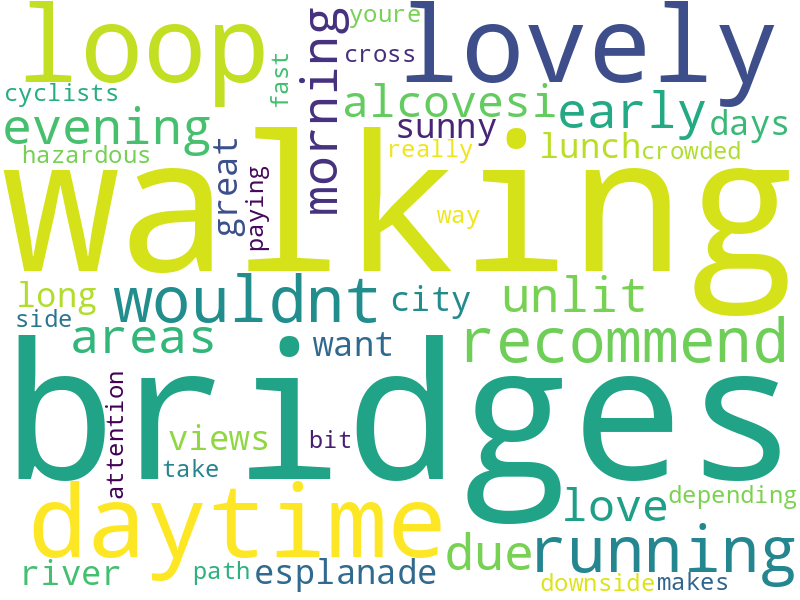 loop
lovely
youre
cross
fast
morning
cyclists
evening
hazardous
alcovesi
sunny
early
days
really
lunch
crowded
great
paying
walking
way
long
side
wouldnt
city
unlit
areas
want
recommend
bridges
attention
views
take
bit
daytime
love
depending
due
running
river
path
esplanade
downside
makes